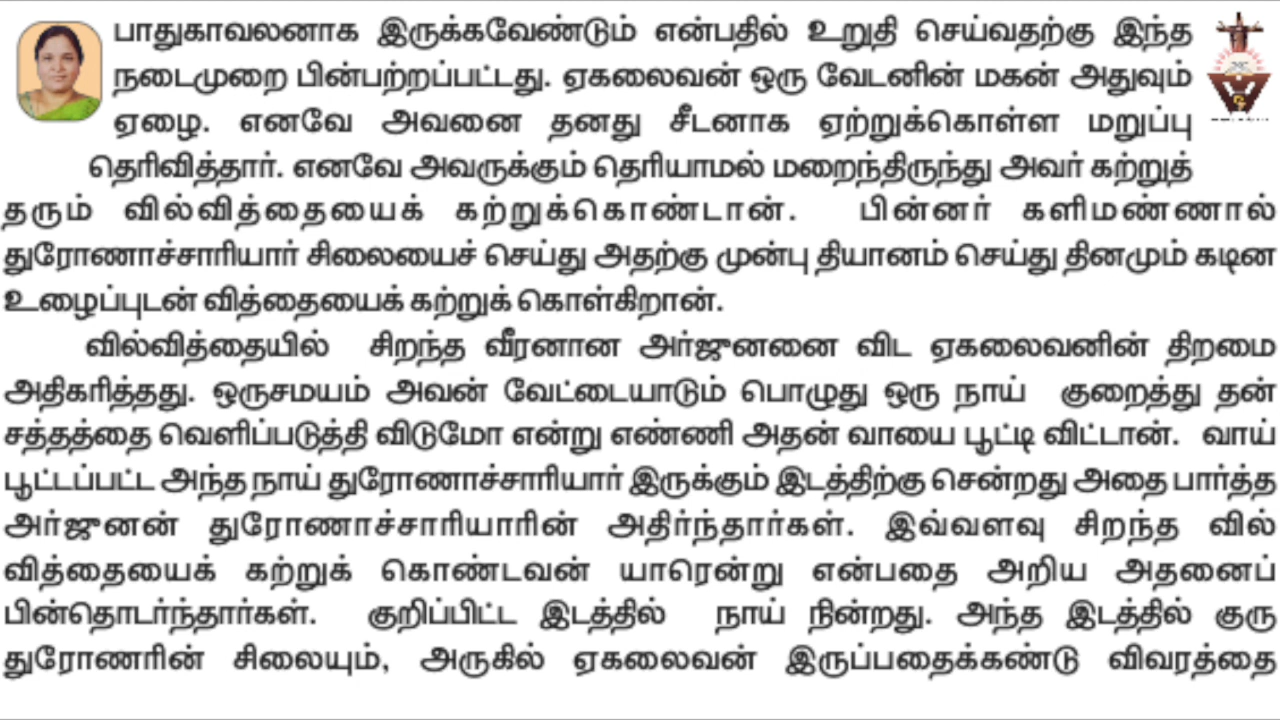 பாதுகாவலனாக இருக்கவேண்டும் என்பதில் உறுதி செய்வதற்கு இந்த
நடைமுறை பின்பற்றப்பட்டது. ஏகலைவன் ஒரு வேடனின் மகன் அதுவும்
ஏழை. எனவே அவனை தனது சீடனாக ஏற்றுக்கொள்ள மறுப்பு
தெரிவித்தார். எனவே அவருக்கும் தெரியாமல் மறைந்திருந்து அவர் கற்றுத்
தரும் வில்வித்தையைக் கற்றுக்கொண்டான். பின்னர் களிமண்ணால்
துரோணாச்சாரியார் சிலையைச் செய்து அதற்கு முன்பு தியானம் செய்து தினமும் கடின
உழைப்புடன் வித்தையைக் கற்றுக் கொள்கிறான்.
வில்வித்தையில் சிறந்த வீரனான அர்ஜுனனை விட ஏகலைவனின் திறமை
அதிகரித்தது. ஒருசமயம் அவன் வேட்டையாடும் பொழுது ஒரு நாய் குறைத்து தன்
சத்தத்தை வெளிப்படுத்தி விடுமோ என்று எண்ணி அதன் வாயை பூட்டி விட்டான். வாய்
பூட்டப்பட்ட அந்த நாய் துரோணாச்சாரியார் இருக்கும் இடத்திற்கு சென்றது அதை பார்த்த
அர்ஜுனன் துரோணாச்சாரியாரின் அதிர்ந்தார்கள். இவ்வளவு சிறந்த வில்
வித்தையைக் கற்றுக் கொண்டவன் யாரென்று என்பதை அறிய அதனைப்
பின்தொடர்ந்தார்கள். குறிப்பிட்ட இடத்தில் நாய் நின்றது. அந்த இடத்தில் குரு
துரோணரின் சிலையும், அருகில் ஏகலைவன் இருப்பதைக்கண்டு விவரத்தை